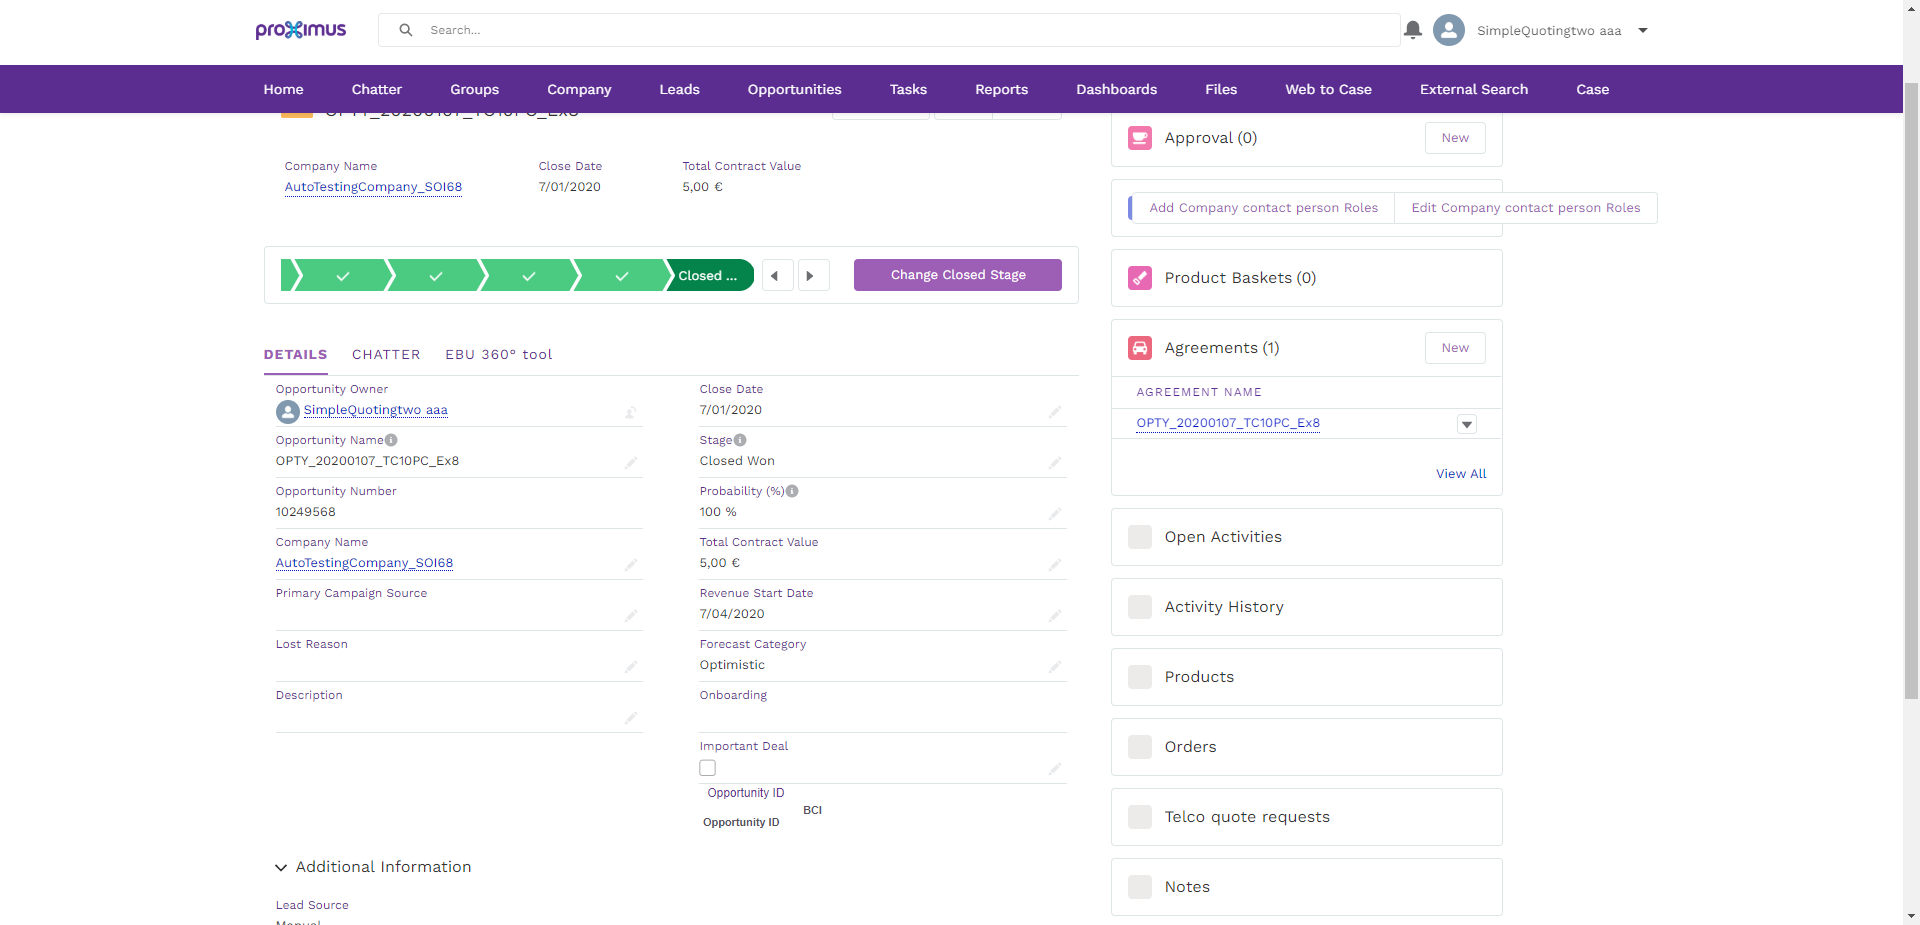 proximus
Search...
SimpleQuotingtwo aaa
Home Chatter Groups Company Leads Opportunities Tasks Reports Dashboards Files Web to Case External Search Case
OPTY_20200107_TC10PC_Ex8
Company Name Close Date Total Contract Value
AutoTestingCompany_SOI68 7/01/2020 5,00 €
Closed ...
Change Closed Stage
DETAILS CHATTER EBU 360° tool
Opportunity Owner
SimpleQuotingtwo aaa
Opportunity Name
OPTY_20200107_TC10PC_Ex8
Opportunity Number
10249568
Company Name
AutoTestingCompany_SOI68
Primary Campaign Source
Lost Reason
Description
Close Date
7/01/2020
Stage
Closed Won
Probability (%)
100 %
Total Contract Value
5,00 €
Revenue Start Date
7/04/2020
Forecast Category
Optimistic
Onboarding
Important Deal
Opportunity ID
BCI
Opportunity ID
Additional Information
Lead Source
Manual
Approval (0)
New
Add Company contact person Roles Edit Company contact person Roles
Product Baskets (0)
Agreements (1)
New
AGREEMENT NAME
OPTY_20200107_TC10PC_Ex8
View All
Open Activities
Activity History
Products
Orders
Telco quote requests
Notes